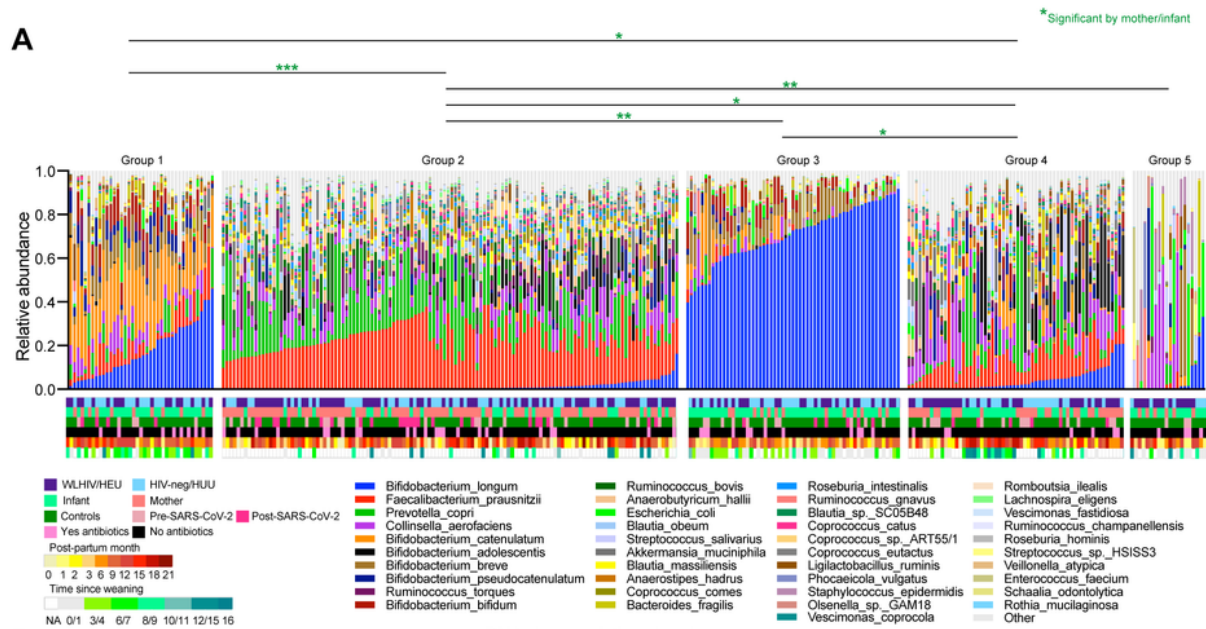 *Significant by mother/infant
A
*
***
**
*
**
*
Group 1
Group 2
Group 3
Group 4
Group 5
Relative abundance
1.0
0.8
0.6
0.4
0.2
0.0
WLHIV/HEU
HIV-neg/HUU
Infant
Mother
Controls
Pre-SARS-CoV-2
Post-SARS-CoV-2
Yes antibiotics
No antibiotics
Post-partum month
0 1 2 3 6 9 12 15 18 21
Time since weaning
NA 0/1 3/4 6/7 8/9 10/11 12/15 16
Bifidobacterium_longum
Faecalibacterium_prausnitzii
Prevotella_copri
Collinsella_aerofaciens
Bifidobacterium_catenulatum
Bifidobacterium_adolescentis
Bifidobacterium_breve
Bifidobacterium_pseudocatenulatum
Ruminococcus_torques
Bifidobacterium_bifidum
Ruminococcus_bovis
Anaerobutyricum_hallii
Escherichia_coli
Blautia_obeum
Streptococcus_salivarius
Akkermansia_muciniphila
Blautia_massiliensis
Anaerostipes_hadrus
Coprococcus_comes
Bacteroides_fragilis
Roseburia_intestinalis
Ruminococcus_gnavus
Blautia_sp._SC05B48
Coprococcus_catus
Coprococcus_sp._ART55/1
Coprococcus_eutactus
Ligilactobacillus_ruminis
Phocaeicola_vulgatus
Staphylococcus_epidermidis
Olsenella_sp._GAM18
Vescimonas_coprocola
Romboutsia_ilealis
Lachnospira_eligens
Vescimonas_fastidiosa
Ruminococcus_champanellensis
Roseburia_hominis
Streptococcus_sp._HSISS3
Veillonella_atypica
Enterococcus_faecium
Schaalia_odontolytica
Rothia_mucilaginosa
Other